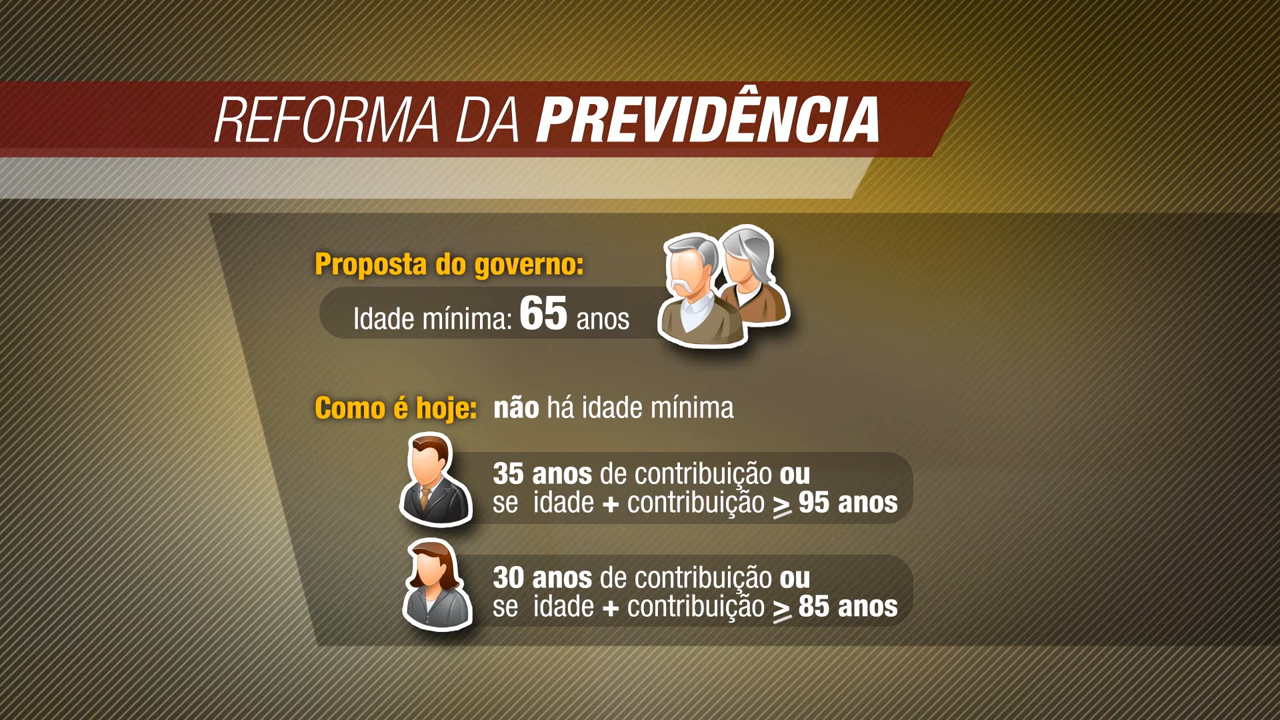 REFORMA DA PREVIDÊNCIA
Proposta do governo:
Idade mínima: 65 anos
Como é hoje: não há idade mínima
35 anos de contribuição ou
se idade + contribuição ≥ 95 anos
30 anos de contribuição ou
se idade + contribuição ≥ 85 anos